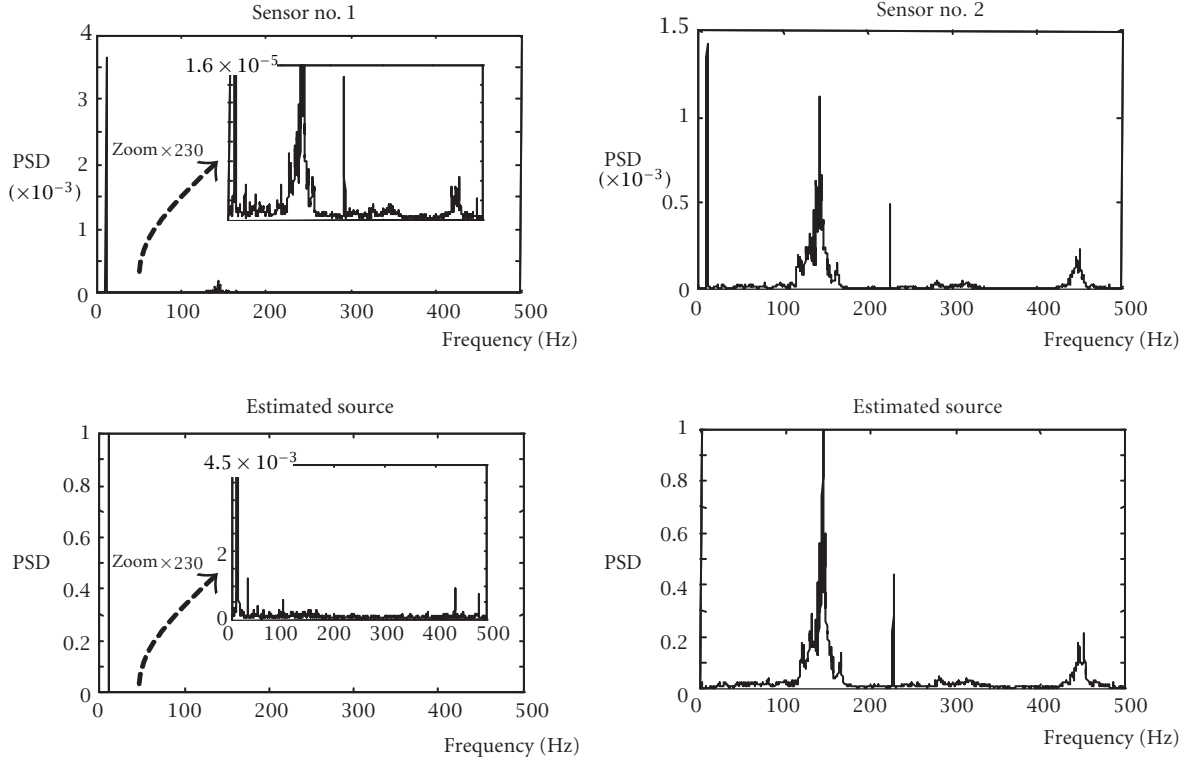 Sensor no. 1
4
3
2
1
0
PSD
(×10−3)
Zoom ×230
1.6 × 10−5
100 200 300 400 500
Frequency (Hz)
Sensor no. 2
1.5
1
0.5
0
PSD
(×10−3)
0 100 200 300 400 500
Frequency (Hz)
Estimated source
1
0.8
0.6
0.4
0.2
0
PSD
Zoom ×230
4.5 × 10−3
2
0
0 100 200 300 400 500
0 100 200 300 400 500
Frequency (Hz)
Estimated source
1
0.8
0.6
0.4
0.2
0
PSD
0 100 200 300 400 500
Frequency (Hz)